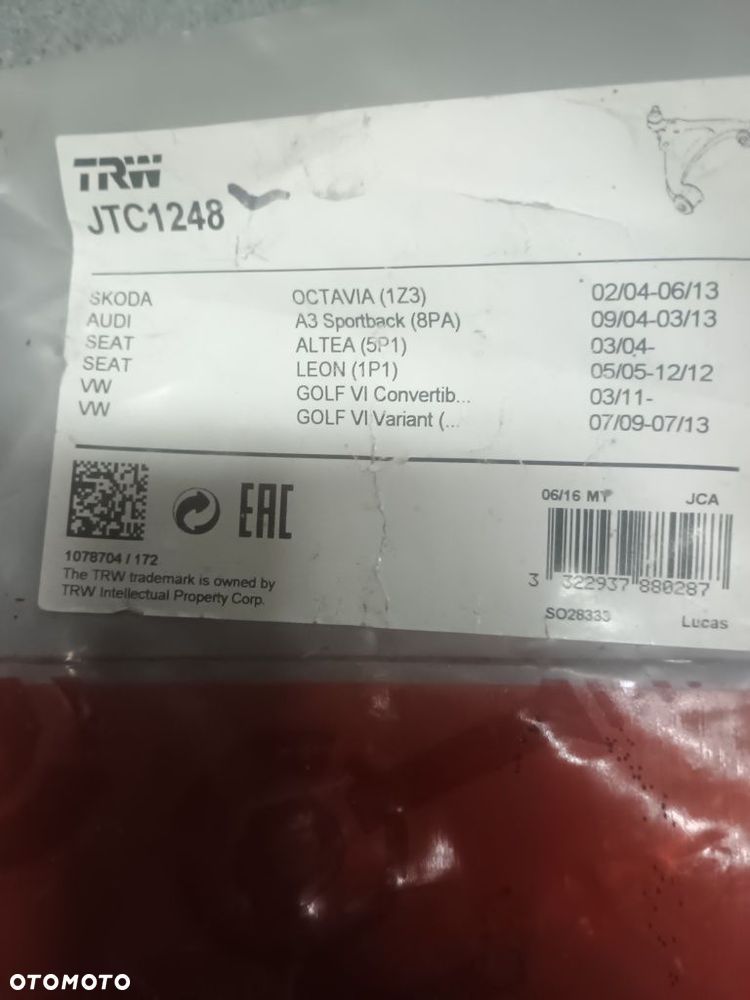 TRW
JTC1248
SKODA OCTAVIA (1Z3) 02/04-06/13
AUDI A3 Sportback (8PA) 09/04-03/13
SEAT ALTEA (5P1) 03/04-
SEAT LEON (1P1) 05/05-12/12
VW GOLF VI Convertib... 03/11-
VW GOLF VI Variant (... 07/09-07/13
EAC
06/16 MY JCA
1078704 / 172
The TRW trademark is owned by
TRW Intellectual Property Corp.
3 322937 880287
SO28333 Lucas
OTOMOTO